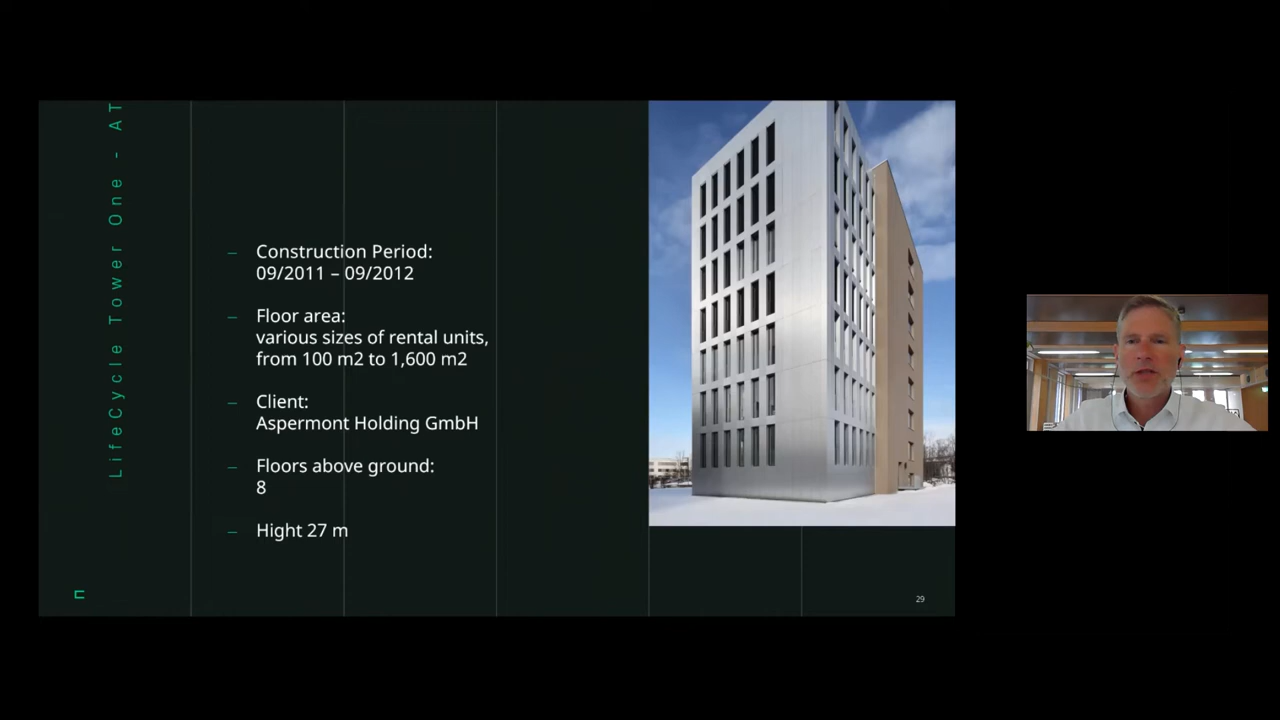 LifeCycle Tower One - AT
– Construction Period:
09/2011 – 09/2012
– Floor area:
various sizes of rental units,
from 100 m2 to 1,600 m2
– Client:
Aspermont Holding GmbH
– Floors above ground:
8
– Hight 27 m
29